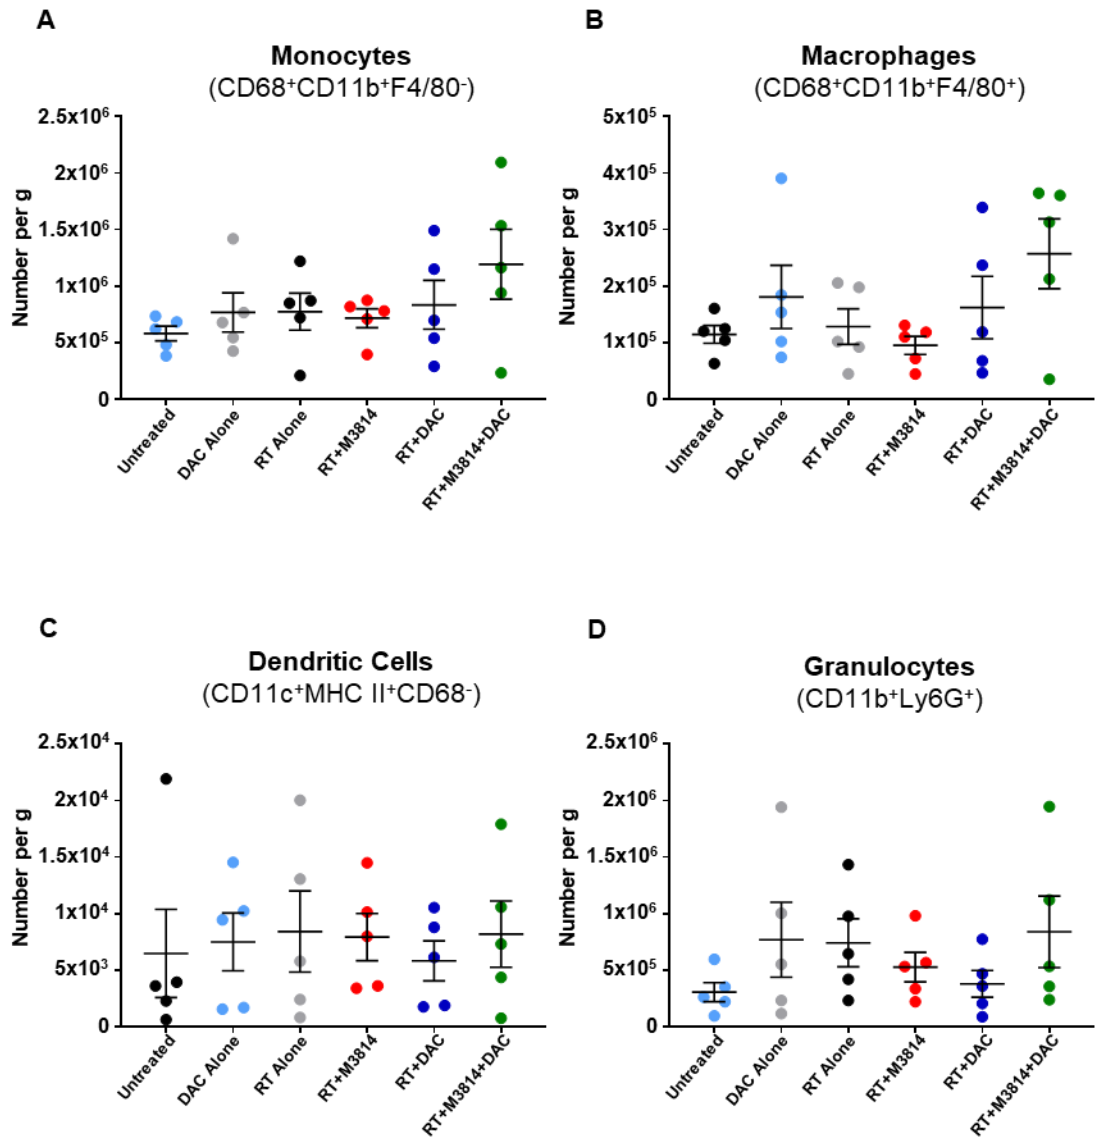 A
Monocytes
(CD68⁺CD11b⁺F4/80⁻)
Number per g
2.5x10⁶
2x10⁶
1.5x10⁶
1x10⁶
5x10⁵
0
Untreated
DAC Alone
RT Alone
RT+M3814
RT+DAC
RT+M3814+DAC
B
Macrophages
(CD68⁺CD11b⁺F4/80⁺)
Number per g
5x10⁵
4x10⁵
3x10⁵
2x10⁵
1x10⁵
0
Untreated
DAC Alone
RT Alone
RT+M3814
RT+DAC
RT+M3814+DAC
C
Dendritic Cells
(CD11c⁺MHC II⁺CD68⁻)
Number per g
2.5x10⁴
2x10⁴
1.5x10⁴
1x10⁴
5x10³
0
Untreated
DAC Alone
RT Alone
RT+M3814
RT+DAC
RT+M3814+DAC
D
Granulocytes
(CD11b⁺Ly6G⁺)
Number per g
2.5x10⁶
2x10⁶
1.5x10⁶
1x10⁶
5x10⁵
0
Untreated
DAC Alone
RT Alone
RT+M3814
RT+DAC
RT+M3814+DAC